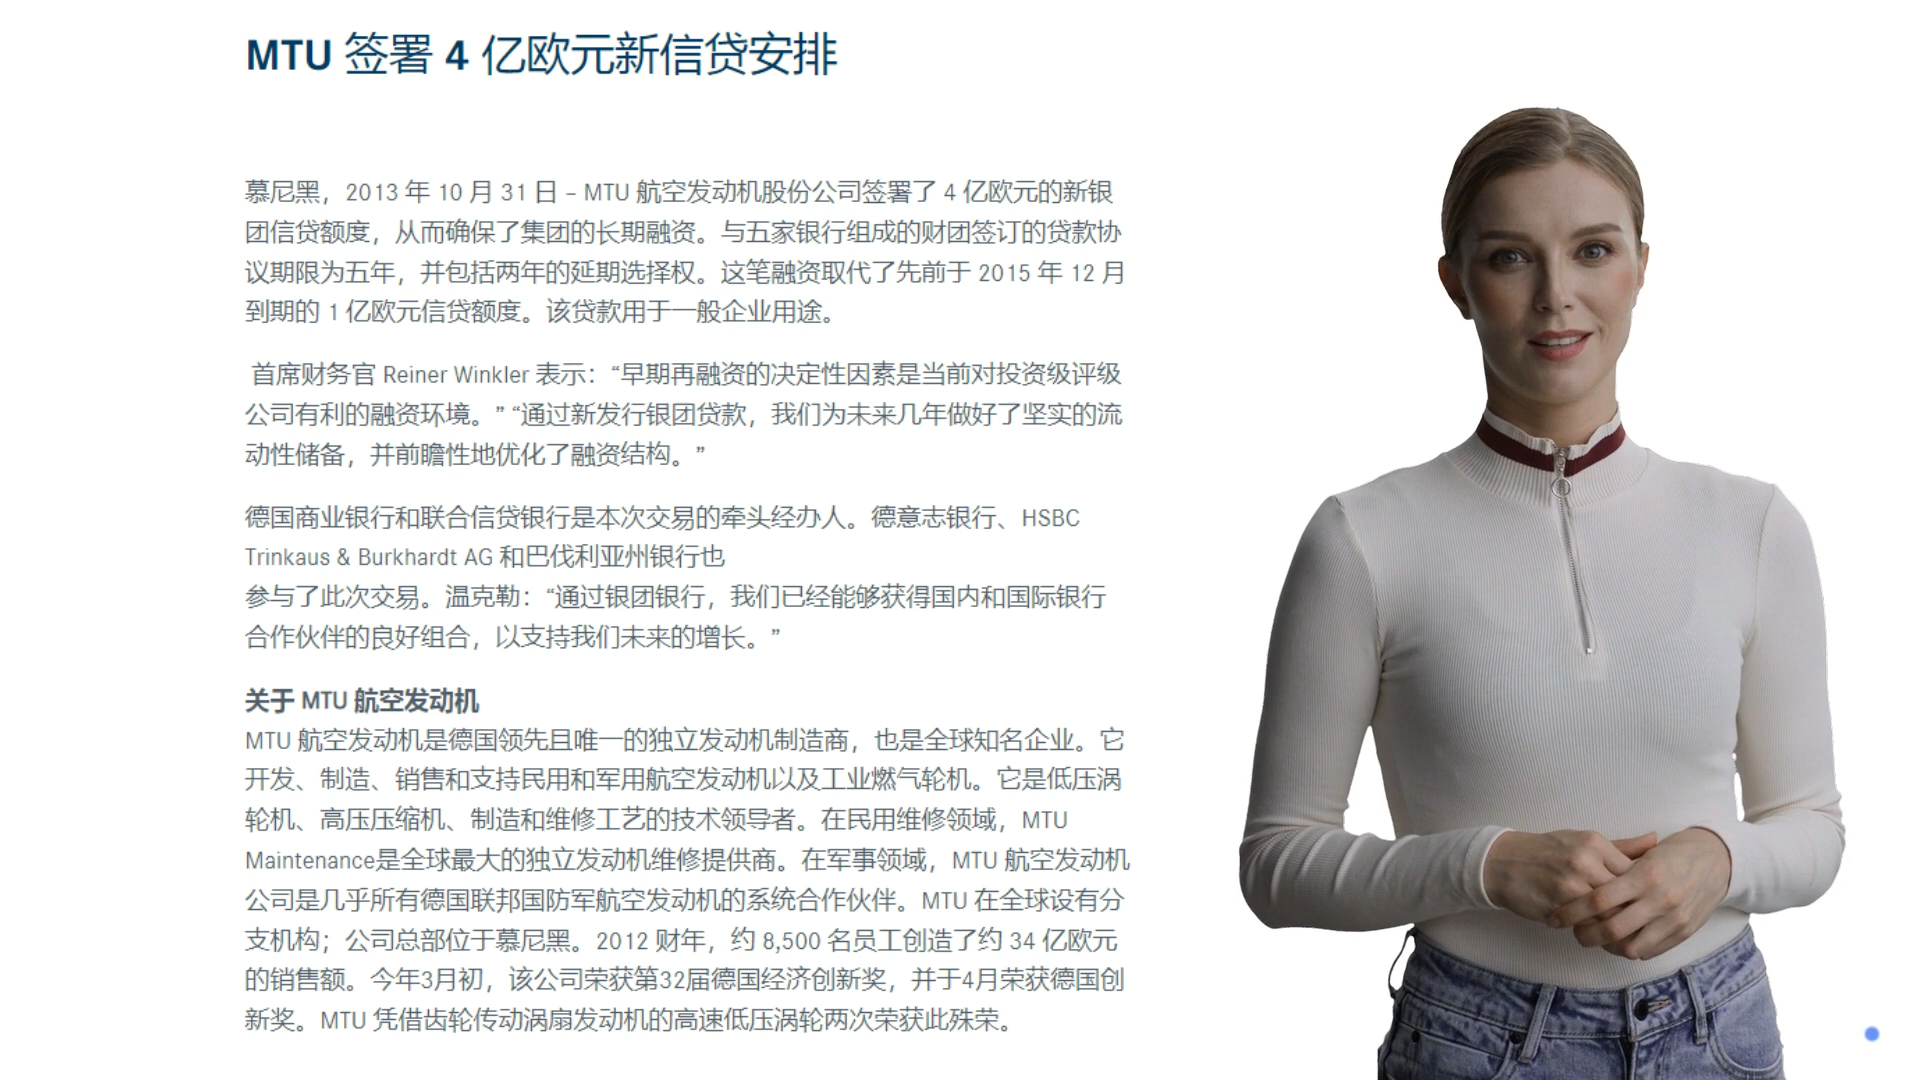 MTU 签署 4 亿欧元新信贷安排
慕尼黑，2013 年 10 月 31 日 – MTU 航空发动机股份公司签署了 4 亿欧元的新银
团信贷额度，从而确保了集团的长期融资。与五家银行组成的财团签订的贷款协
议期限为五年，并包括两年的延期选择权。这笔融资取代了先前于 2015 年 12 月
到期的 1 亿欧元信贷额度。该贷款用于一般企业用途。
首席财务官 Reiner Winkler 表示：“早期再融资的决定性因素是当前对投资级评级
公司有利的融资环境。” “通过新发行银团贷款，我们为未来几年做好了坚实的流
动性储备，并前瞻性地优化了融资结构。”
德国商业银行和联合信贷银行是本次交易的牵头经办人。德意志银行、HSBC
Trinkaus & Burkhardt AG 和巴伐利亚州银行也
参与了此次交易。温克勒：“通过银团银行，我们已经能够获得国内和国际银行
合作伙伴的良好组合，以支持我们未来的增长。”
关于 MTU 航空发动机
MTU 航空发动机是德国领先且唯一的独立发动机制造商，也是全球知名企业。它
开发、制造、销售和支持民用和军用航空发动机以及工业燃气轮机。它是低压涡
轮机、高压压缩机、制造和维修工艺的技术领导者。在民用维修领域，MTU
Maintenance是全球最大的独立发动机维修提供商。在军事领域，MTU 航空发动机
公司是几乎所有德国联邦国防军航空发动机的系统合作伙伴。MTU 在全球设有分
支机构；公司总部位于慕尼黑。2012 财年，约 8,500 名员工创造了约 34 亿欧元
的销售额。今年3月初，该公司荣获第32届德国经济创新奖，并于4月荣获德国创
新奖。MTU 凭借齿轮传动涡扇发动机的高速低压涡轮两次荣获此殊荣。